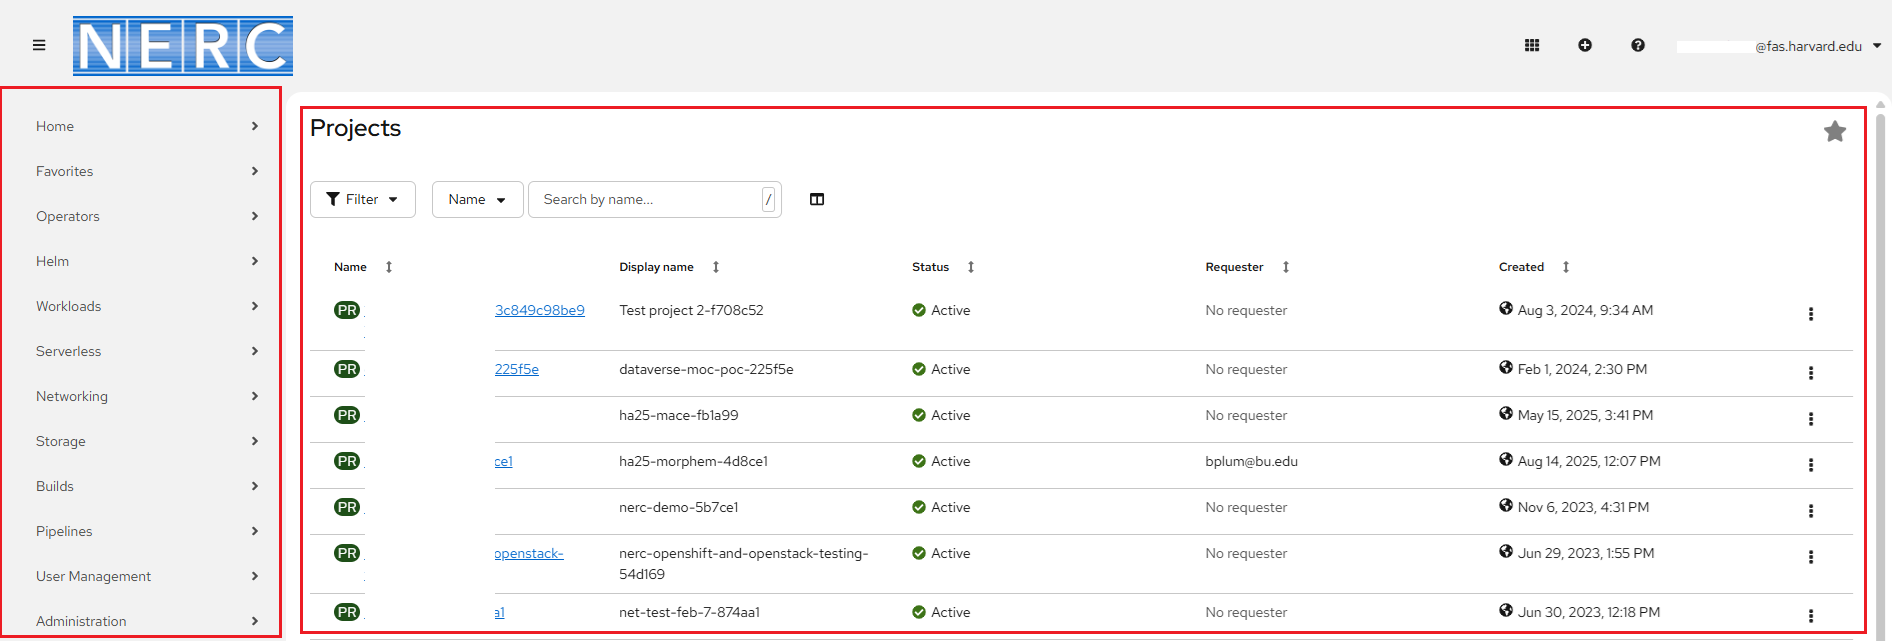 NERC
@fas.harvard.edu
Home
Favorites
Operators
Helm
Workloads
Serverless
Networking
Storage
Builds
Pipelines
User Management
Administration
Projects
Filter Name Search by name... /
Name Display name Status Requester Created
PR 3c849c98be9 Test project 2-f708c52 Active No requester Aug 3, 2024, 9:34 AM
PR 225f5e dataverse-moc-poc-225f5e Active No requester Feb 1, 2024, 2:30 PM
PR ha25-mace-fb1a99 Active No requester May 15, 2025, 3:41 PM
PR ce1 ha25-morphem-4d8ce1 Active bplum@bu.edu Aug 14, 2025, 12:07 PM
PR nerc-demo-5b7ce1 Active No requester Nov 6, 2023, 4:31 PM
PR openstack- nerc-openshift-and-openstack-testing- Active No requester Jun 29, 2023, 1:55 PM
54d169
PR a1 net-test-feb-7-874aa1 Active No requester Jun 30, 2023, 12:18 PM